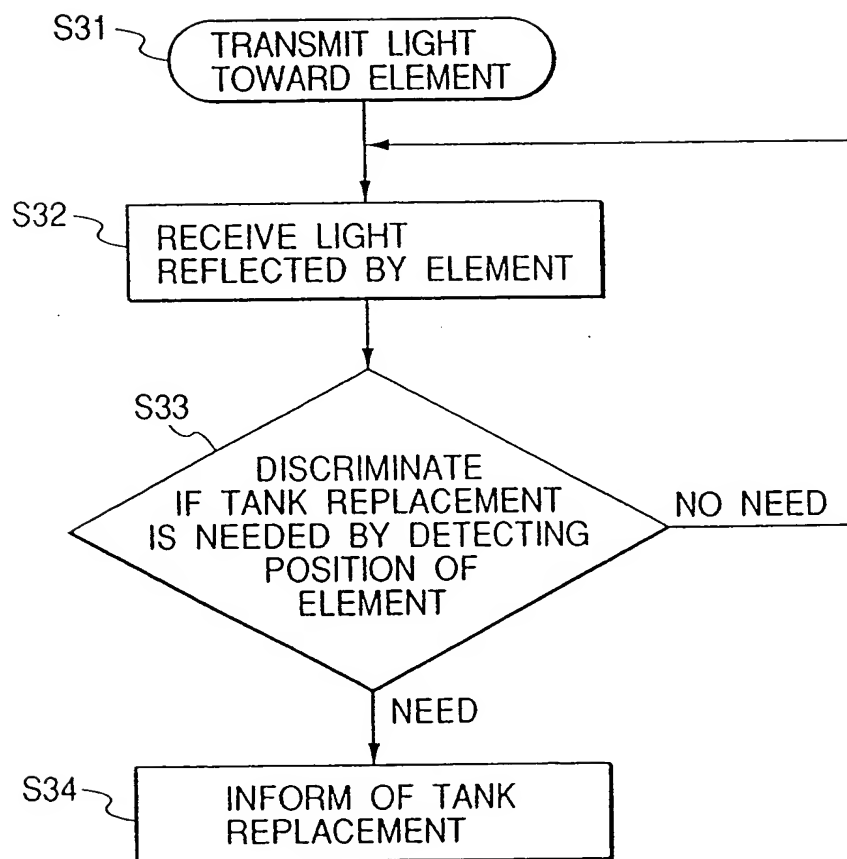 S31
TRANSMIT LIGHT
TOWARD ELEMENT
S32
RECEIVE LIGHT
REFLECTED BY ELEMENT
S33
DISCRIMINATE
IF TANK REPLACEMENT
IS NEEDED BY DETECTING
POSITION OF
ELEMENT
NO NEED
NEED
S34
INFORM OF TANK
REPLACEMENT